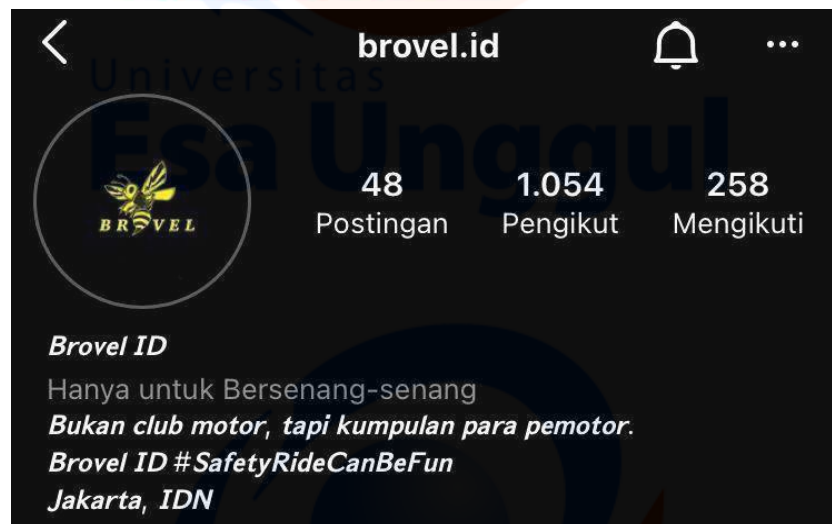 brovel.id
Universitas
Esa Unggul
BROVEL
48
1.054
258
Postingan
Pengikut
Mengikuti
Brovel ID
Hanya untuk Bersenang-senang
Bukan club motor, tapi kumpulan para pemotor.
Brovel ID #SafetyRideCanBeFun
Jakarta, IDN